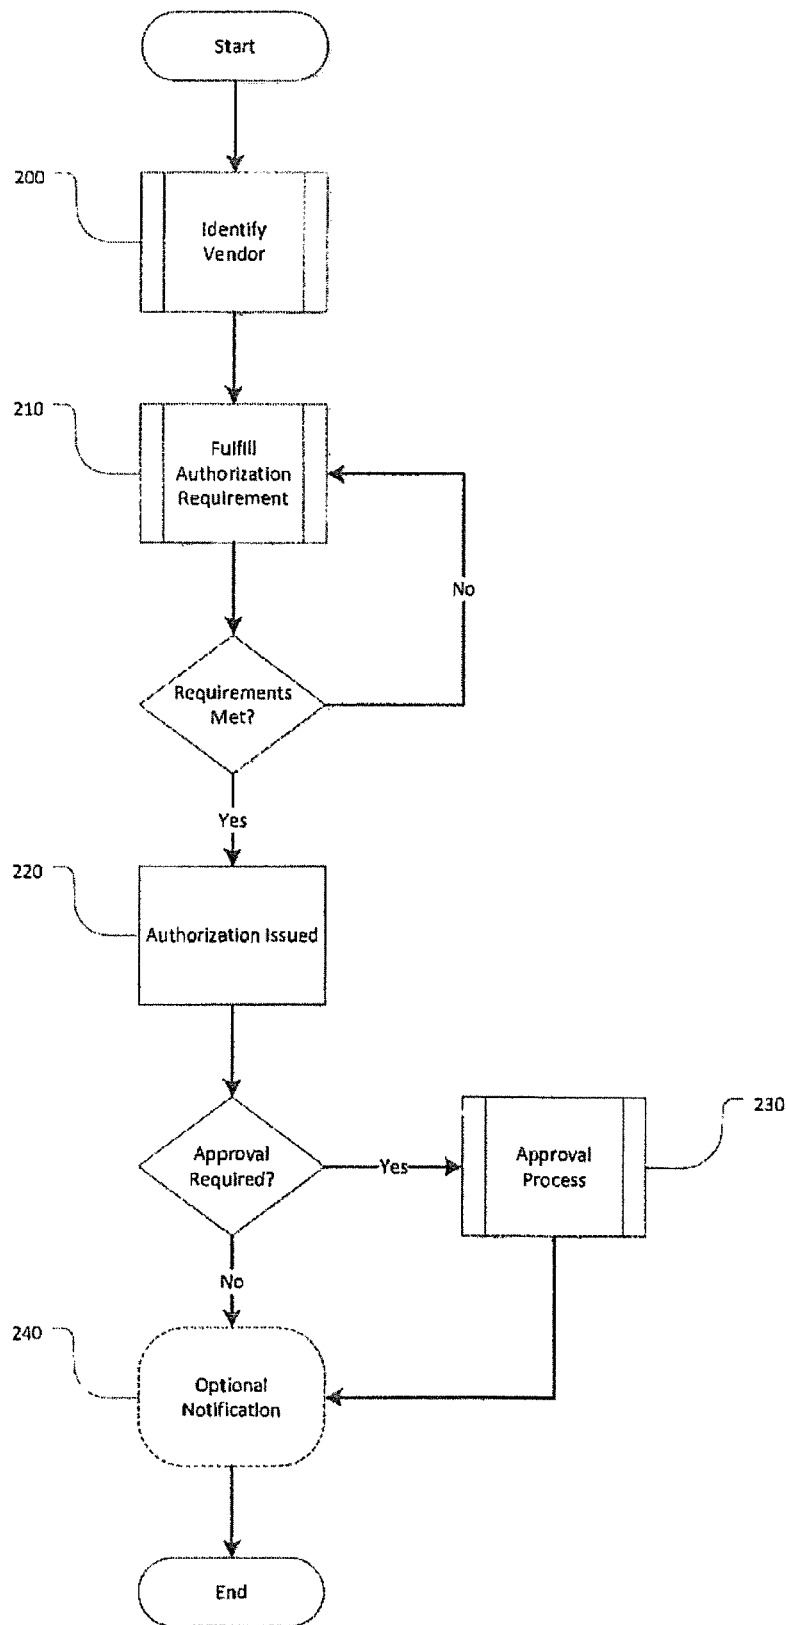 Start
200
Identify
Vendor
210
Fulfill
Authorization
Requirement
No
Requirements
Met?
Yes
220
Authorization Issued
230
Approval
Required?
Yes
Approval
Process
No
240
Optional
Notification
End